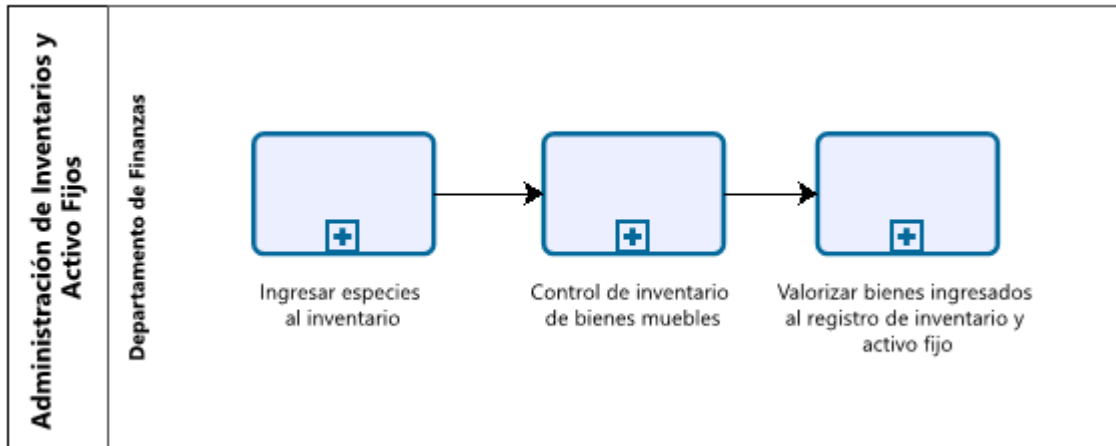 Administración de Inventarios y
Activo Fijos
Departamento de Finanzas
Ingresar especies
al inventario
Control de inventario
de bienes muebles
Valorizar bienes ingresados
al registro de inventario y
activo fijo